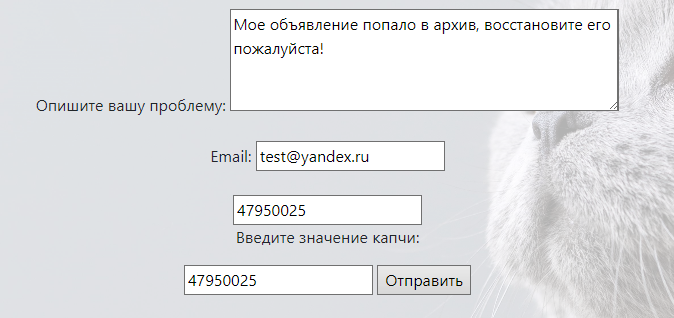 Мое объявление попало в архив, восстановите его
пожалуйста!
Опишите вашу проблему:
Email: test@yandex.ru
47950025
Введите значение капчи:
47950025 Отправить